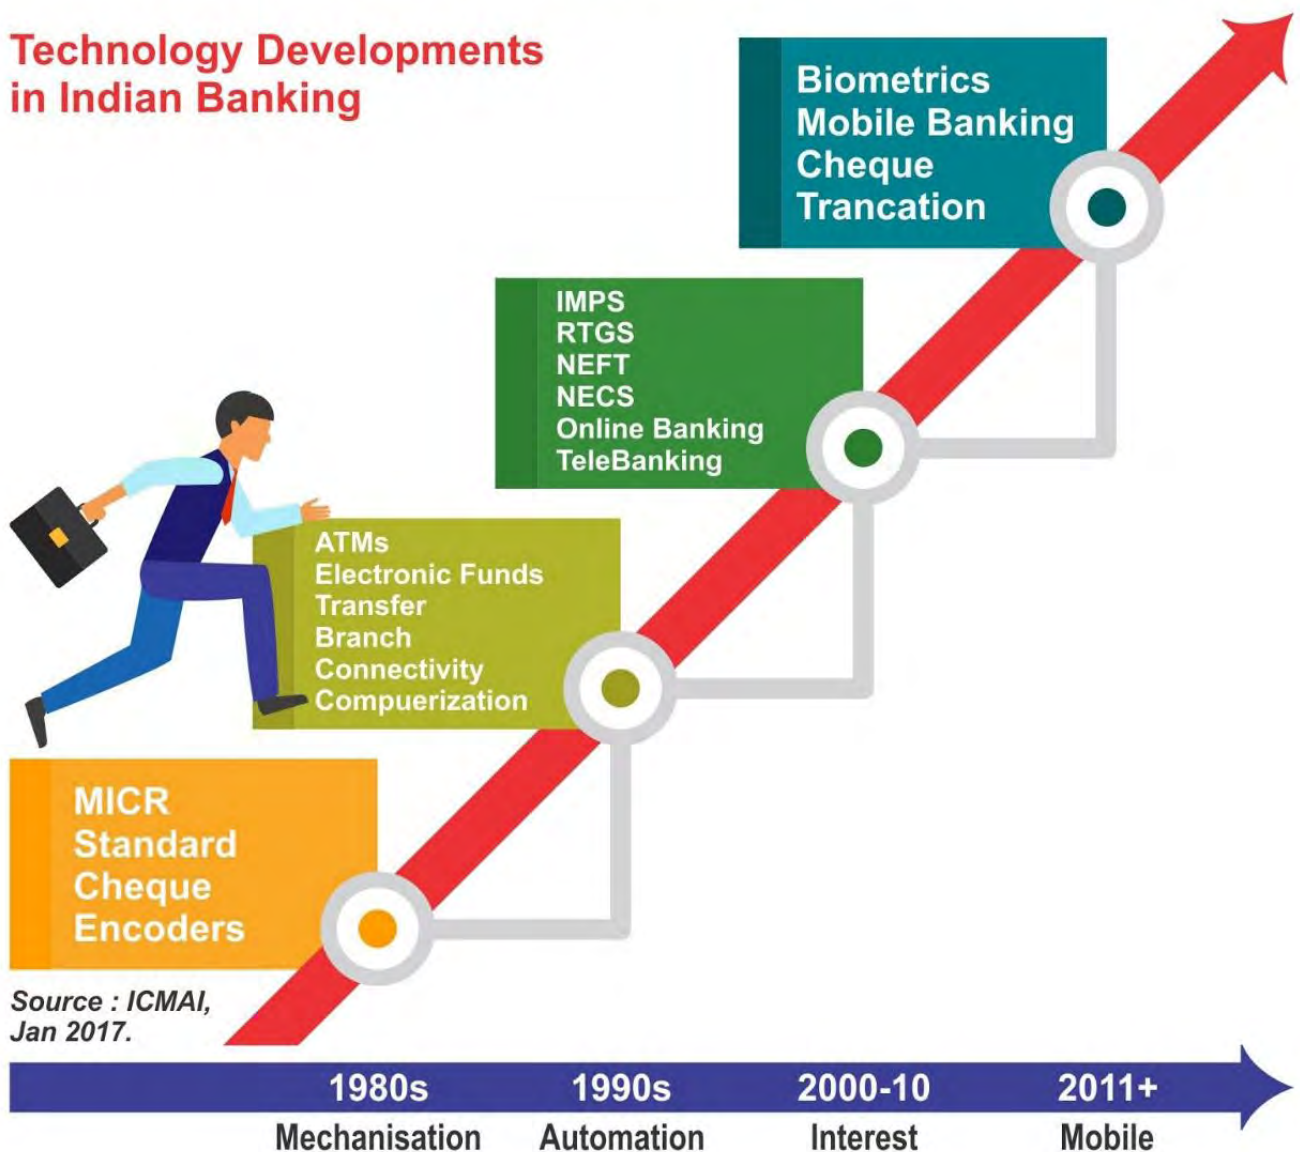 Technology Developments
in Indian Banking
Biometrics
Mobile Banking
Cheque
Trancation
IMPS
RTGS
NEFT
NECS
Online Banking
TeleBanking
ATMs
Electronic Funds
Transfer
Branch
Connectivity
Compuerization
MICR
Standard
Cheque
Encoders
Source : ICMAI,
Jan 2017.
1980s 1990s 2000-10 2011+
Mechanisation Automation Interest Mobile